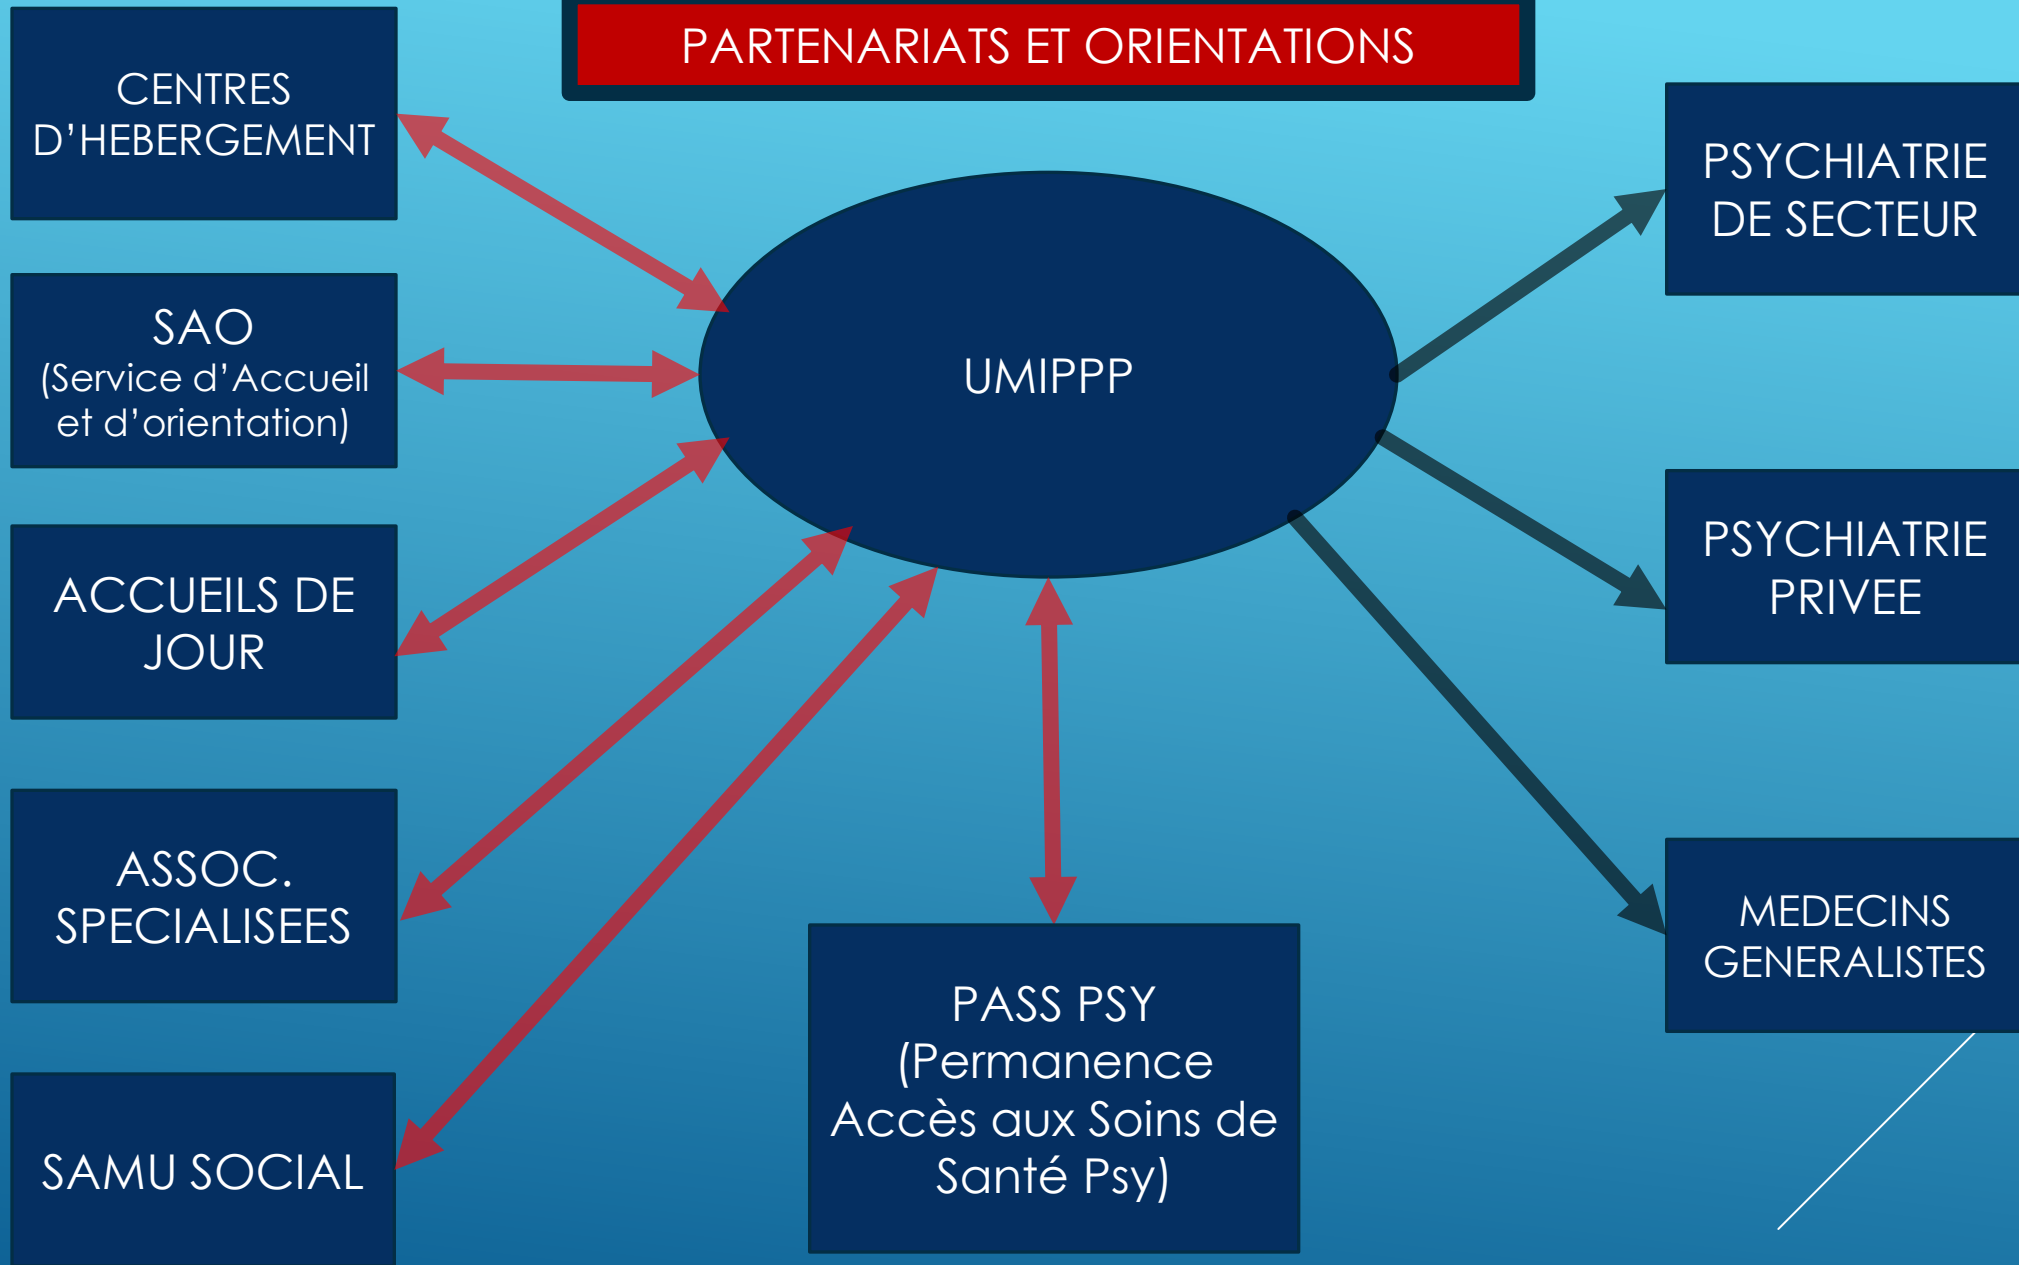 PARTENARIATS ET ORIENTATIONS
CENTRES
D’HEBERGEMENT
SAO
(Service d’Accueil
et d’orientation)
ACCUEILS DE
JOUR
ASSOC.
SPECIALISEES
SAMU SOCIAL
UMIPPP
PASS PSY
(Permanence
Accès aux Soins de
Santé Psy)
PSYCHIATRIE
DE SECTEUR
PSYCHIATRIE
PRIVEE
MEDECINS
GENERALISTES